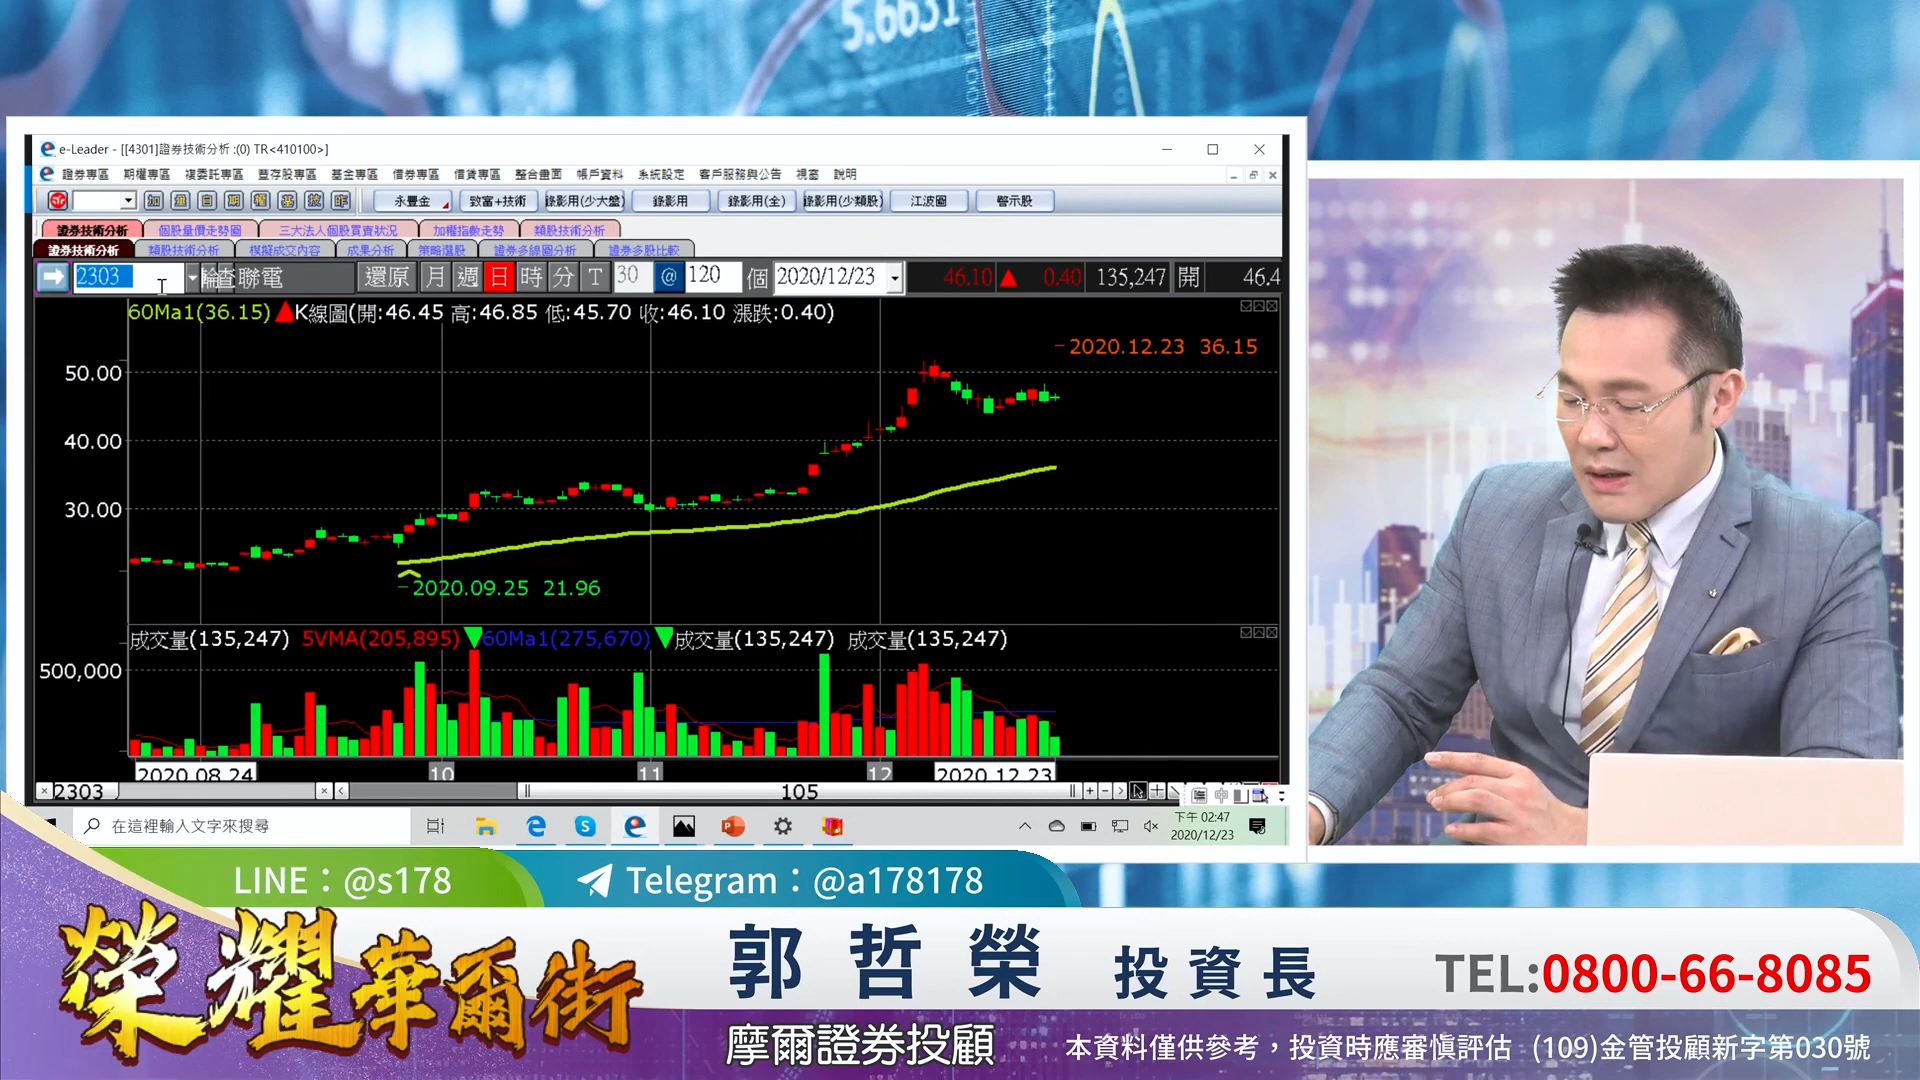 5.6631
e-Leader - [[4301]證券技術分析 :(0) TR<410100>]
證券專區 期權專區 複委託專區 豐存股專區 基金專區 借券專區 借貸專區 整合畫面 帳戶資料 系統設定 客戶服務與公告 視窗 說明
永豐金 致富+技術 錄影用(少大盤) 錄影用 錄影用(全) 錄影用(少類股) 江波圖 警示股
證券技術分析 個股量價走勢圖 三大法人個股買賣狀況 加權指數走勢 類股技術分析
證券技術分析 類股技術分析 模擬成交內容 成果分析 策略選股 證券多線圖分析 證券多股比較
2303 輪查聯電 還原 月 週 日 時 分 T 30 @ 120 個 2020/12/23 46.10 ▲ 0.40 135,247 開 46.4
60Ma1(36.15) ▲K線圖(開:46.45 高:46.85 低:45.70 收:46.10 漲跌:0.40)
2020.12.23 36.15
50.00
40.00
30.00
2020.09.25 21.96
成交量(135,247) 5VMA(205,895) ▼60Ma1(275,670) ▼成交量(135,247) 成交量(135,247)
500,000
2020.08.24 10 11 12 2020.12.23
2303 105
在這裡輸入文字來搜尋
下午 02:47
2020/12/23
LINE：@s178
Telegram：@a178178
榮耀華爾街
郭哲榮 投資長
TEL:0800-66-8085
摩爾證券投顧
本資料僅供參考，投資時應審慎評估 (109)金管投顧新字第030號